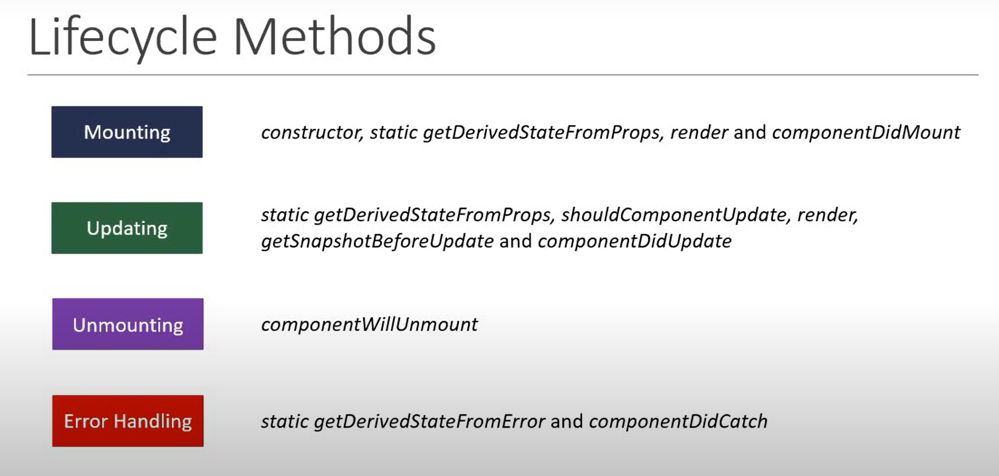 Lifecycle Methods
Mounting
constructor, static getDerivedStateFromProps, render and componentDidMount
Updating
static getDerivedStateFromProps, shouldComponentUpdate, render,
getSnapshotBeforeUpdate and componentDidUpdate
Unmounting
componentWillUnmount
Error Handling
static getDerivedStateFromError and componentDidCatch